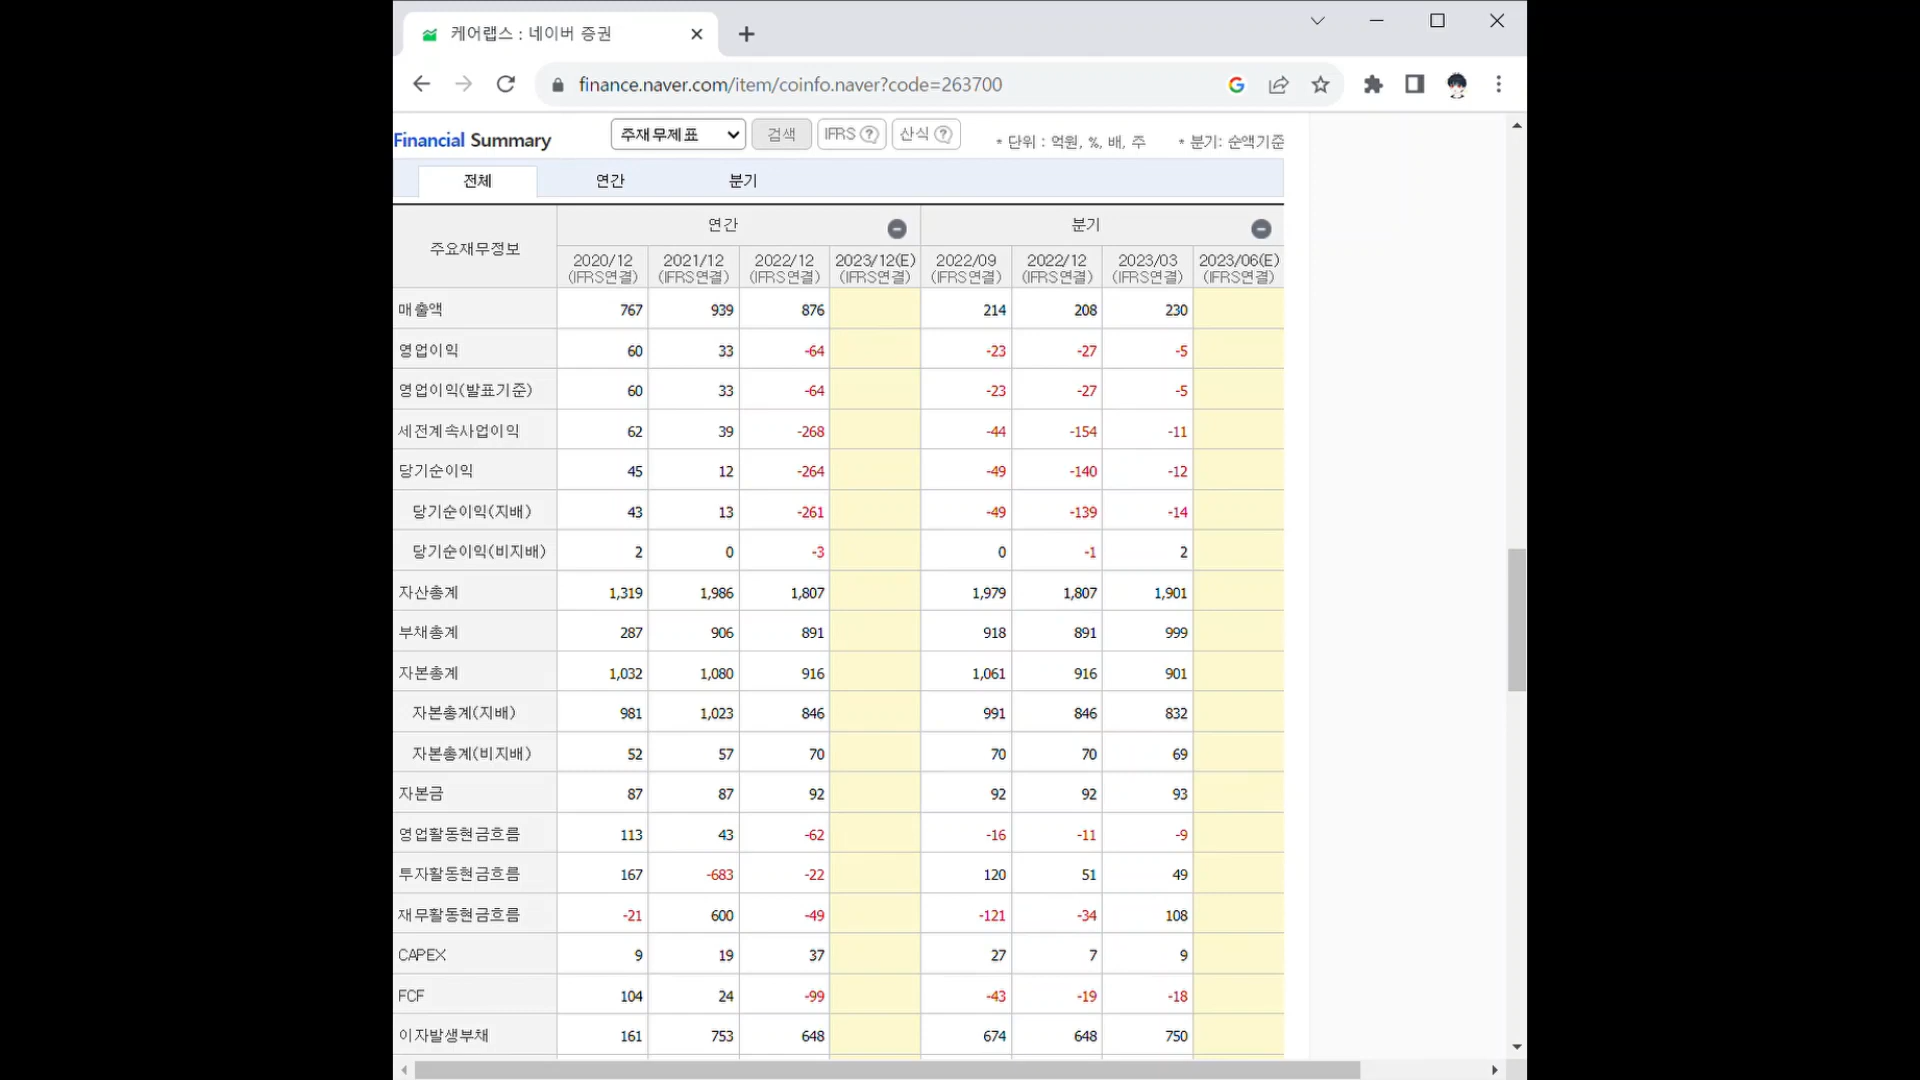 케어랩스 : 네이버 증권
finance.naver.com/item/coinfo.naver?code=263700
Financial Summary 주재무제표 검색 IFRS ? 산식 ? * 단위 : 억원, %, 배, 주 * 분기: 순액기준
전체 연간 분기
주요재무정보 연간 분기
2020/12 2021/12 2022/12 2023/12(E) 2022/09 2022/12 2023/03 2023/06(E)
(IFRS연결) (IFRS연결) (IFRS연결) (IFRS연결) (IFRS연결) (IFRS연결) (IFRS연결) (IFRS연결)
매출액 767 939 876 214 208 230
영업이익 60 33 -64 -23 -27 -5
영업이익(발표기준) 60 33 -64 -23 -27 -5
세전계속사업이익 62 39 -268 -44 -154 -11
당기순이익 45 12 -264 -49 -140 -12
당기순이익(지배) 43 13 -261 -49 -139 -14
당기순이익(비지배) 2 0 -3 0 -1 2
자산총계 1,319 1,986 1,807 1,979 1,807 1,901
부채총계 287 906 891 918 891 999
자본총계 1,032 1,080 916 1,061 916 901
자본총계(지배) 981 1,023 846 991 846 832
자본총계(비지배) 52 57 70 70 70 69
자본금 87 87 92 92 92 93
영업활동현금흐름 113 43 -62 -16 -11 -9
투자활동현금흐름 167 -683 -22 120 51 49
재무활동현금흐름 -21 600 -49 -121 -34 108
CAPEX 9 19 37 27 7 9
FCF 104 24 -99 -43 -19 -18
이자발생부채 161 753 648 674 648 750